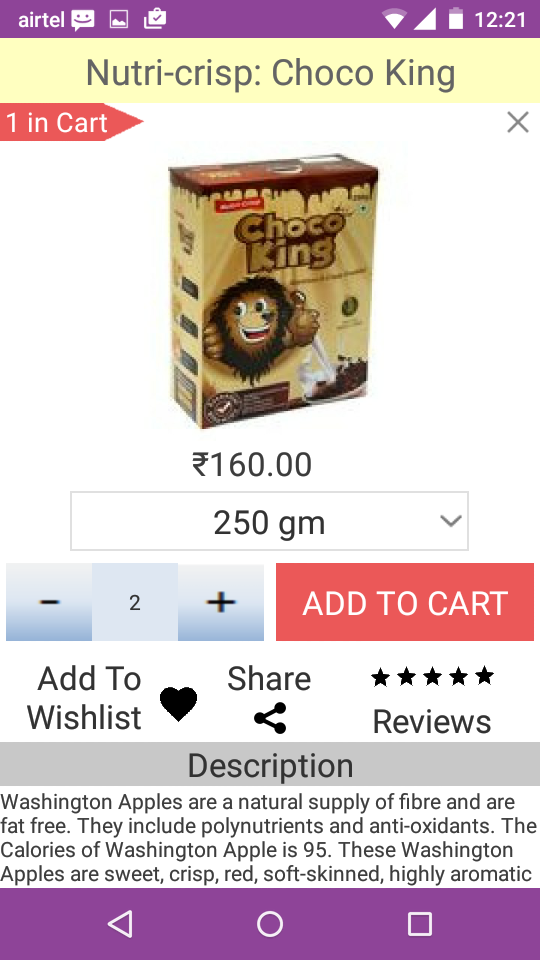 airtel 12:21
Nutri-crisp: Choco King
1 in Cart
Nutri-Crisp
Choco
King
₹160.00
250 gm
- 2 + ADD TO CART
Add To
Wishlist
Share
Reviews
Description
Washington Apples are a natural supply of fibre and are
fat free. They include polynutrients and anti-oxidants. The
Calories of Washington Apple is 95. These Washington
Apples are sweet, crisp, red, soft-skinned, highly aromatic